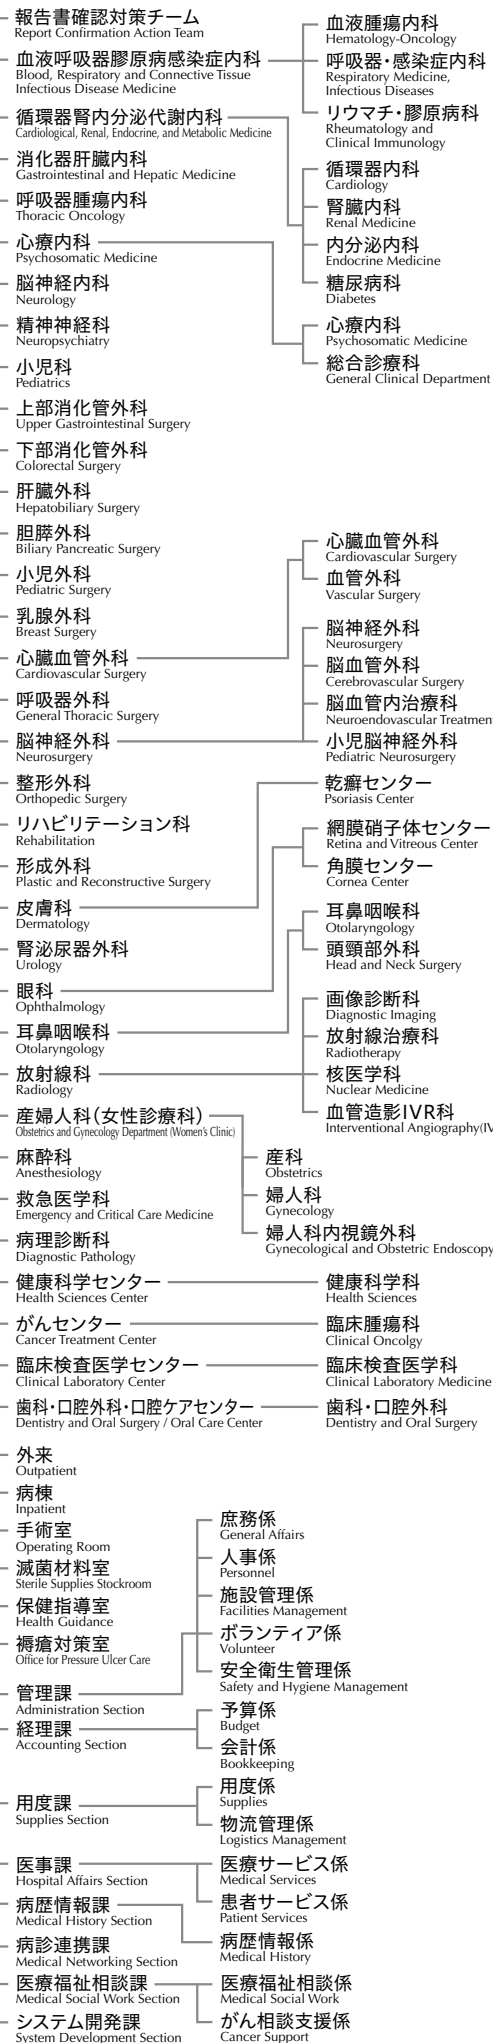 報告書確認対策チーム
Report Confirmation Action Team
血液呼吸器膠原病感染症内科
Blood, Respiratory and Connective Tissue
Infectious Disease Medicine
血液腫瘍内科
Hematology-Oncology
呼吸器・感染症内科
Respiratory Medicine,
Infectious Diseases
リウマチ・膠原病科
Rheumatology and
Clinical Immunology
循環器腎内分泌代謝内科
Cardiological, Renal, Endocrine, and Metabolic Medicine
循環器内科
Cardiology
腎臓内科
Renal Medicine
内分泌内科
Endocrine Medicine
糖尿病科
Diabetes
消化器肝臓内科
Gastrointestinal and Hepatic Medicine
呼吸器腫瘍内科
Thoracic Oncology
心療内科
Psychosomatic Medicine
心療内科
Psychosomatic Medicine
総合診療科
General Clinical Department
脳神経内科
Neurology
精神神経科
Neuropsychiatry
小児科
Pediatrics
上部消化管外科
Upper Gastrointestinal Surgery
下部消化管外科
Colorectal Surgery
肝臓外科
Hepatobiliary Surgery
胆膵外科
Biliary Pancreatic Surgery
小児外科
Pediatric Surgery
乳腺外科
Breast Surgery
心臓血管外科
Cardiovascular Surgery
心臓血管外科
Cardiovascular Surgery
血管外科
Vascular Surgery
呼吸器外科
General Thoracic Surgery
脳神経外科
Neurosurgery
脳神経外科
Neurosurgery
脳血管外科
Cerebrovascular Surgery
脳血管内治療科
Neuroendovascular Treatmen
小児脳神経外科
Pediatric Neurosurgery
整形外科
Orthopedic Surgery
リハビリテーション科
Rehabilitation
形成外科
Plastic and Reconstructive Surgery
皮膚科
Dermatology
乾癬センター
Psoriasis Center
腎泌尿器外科
Urology
眼科
Ophthalmology
網膜硝子体センター
Retina and Vitreous Center
角膜センター
Cornea Center
耳鼻咽喉科
Otolaryngology
耳鼻咽喉科
Otolaryngology
頭頸部外科
Head and Neck Surgery
放射線科
Radiology
画像診断科
Diagnostic Imaging
放射線治療科
Radiotherapy
核医学科
Nuclear Medicine
血管造影IVR科
Interventional Angiography(IV
産婦人科（女性診療科）
Obstetrics and Gynecology Department (Women's Clinic)
産科
Obstetrics
婦人科
Gynecology
婦人科内視鏡外科
Gynecological and Obstetric Endoscopy
麻酔科
Anesthesiology
救急医学科
Emergency and Critical Care Medicine
病理診断科
Diagnostic Pathology
健康科学センター
Health Sciences Center
健康科学科
Health Sciences
がんセンター
Cancer Treatment Center
臨床腫瘍科
Clinical Oncolgy
臨床検査医学センター
Clinical Laboratory Center
臨床検査医学科
Clinical Laboratory Medicine
歯科・口腔外科・口腔ケアセンター
Dentistry and Oral Surgery / Oral Care Center
歯科・口腔外科
Dentistry and Oral Surgery
外来
Outpatient
病棟
Inpatient
手術室
Operating Room
滅菌材料室
Sterile Supplies Stockroom
保健指導室
Health Guidance
褥瘡対策室
Office for Pressure Ulcer Care
管理課
Administration Section
庶務係
General Affairs
人事係
Personnel
施設管理係
Facilities Management
ボランティア係
Volunteer
安全衛生管理係
Safety and Hygiene Management
経理課
Accounting Section
予算係
Budget
会計係
Bookkeeping
用度課
Supplies Section
用度係
Supplies
物流管理係
Logistics Management
医事課
Hospital Affairs Section
医療サービス係
Medical Services
患者サービス係
Patient Services
病歴情報課
Medical History Section
病歴情報係
Medical History
病診連携課
Medical Networking Section
医療福祉相談課
Medical Social Work Section
医療福祉相談係
Medical Social Work
がん相談支援係
Cancer Support
システム開発課
System Development Section